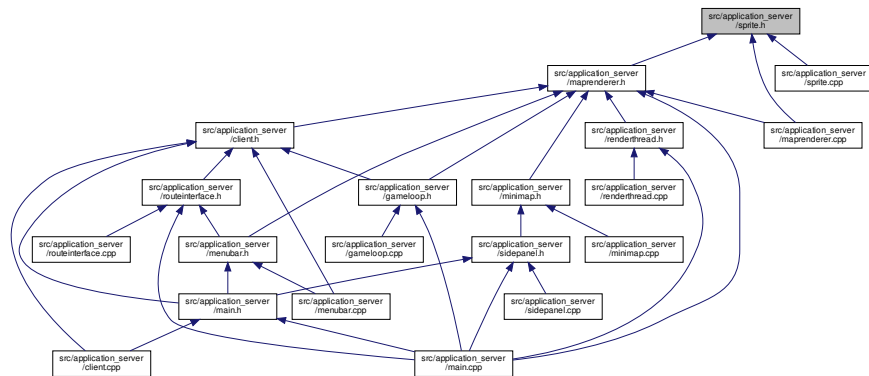 src/application_server
/sprite.h
src/application_server
/maprenderer.h
src/application_server
/sprite.cpp
src/application_server
/client.h
src/application_server
/renderthread.h
src/application_server
/maprenderer.cpp
src/application_server
/routeinterface.h
src/application_server
/gameloop.h
src/application_server
/minimap.h
src/application_server
/renderthread.cpp
src/application_server
/routeinterface.cpp
src/application_server
/menubar.h
src/application_server
/gameloop.cpp
src/application_server
/sidepanel.h
src/application_server
/minimap.cpp
src/application_server
/main.h
src/application_server
/menubar.cpp
src/application_server
/sidepanel.cpp
src/application_server
/client.cpp
src/application_server
/main.cpp